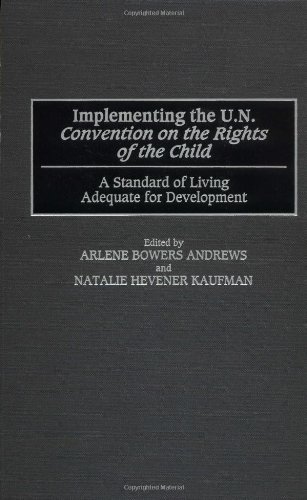 Implementing the U.N.
Convention on the Rights
of the Child
A Standard of Living
Adequate for Development
Edited by
ARLENE BOWERS ANDREWS
and
NATALIE HEVENER KAUFMAN